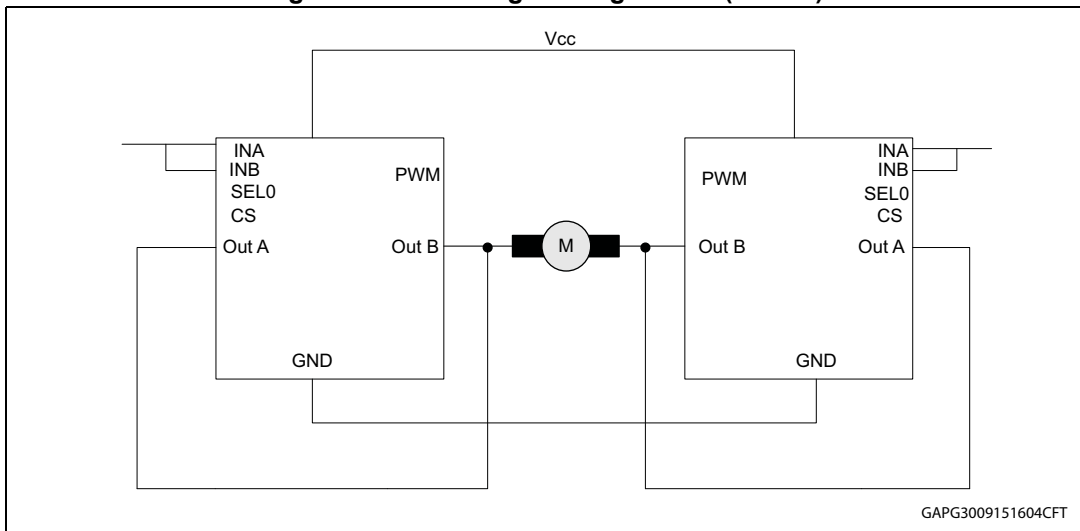 Vcc
INA
INB
SEL0
CS
Out A
PWM
Out B
GND
M
PWM
Out B
INA
INB
SEL0
CS
Out A
GND
GAPG3009151604CFT